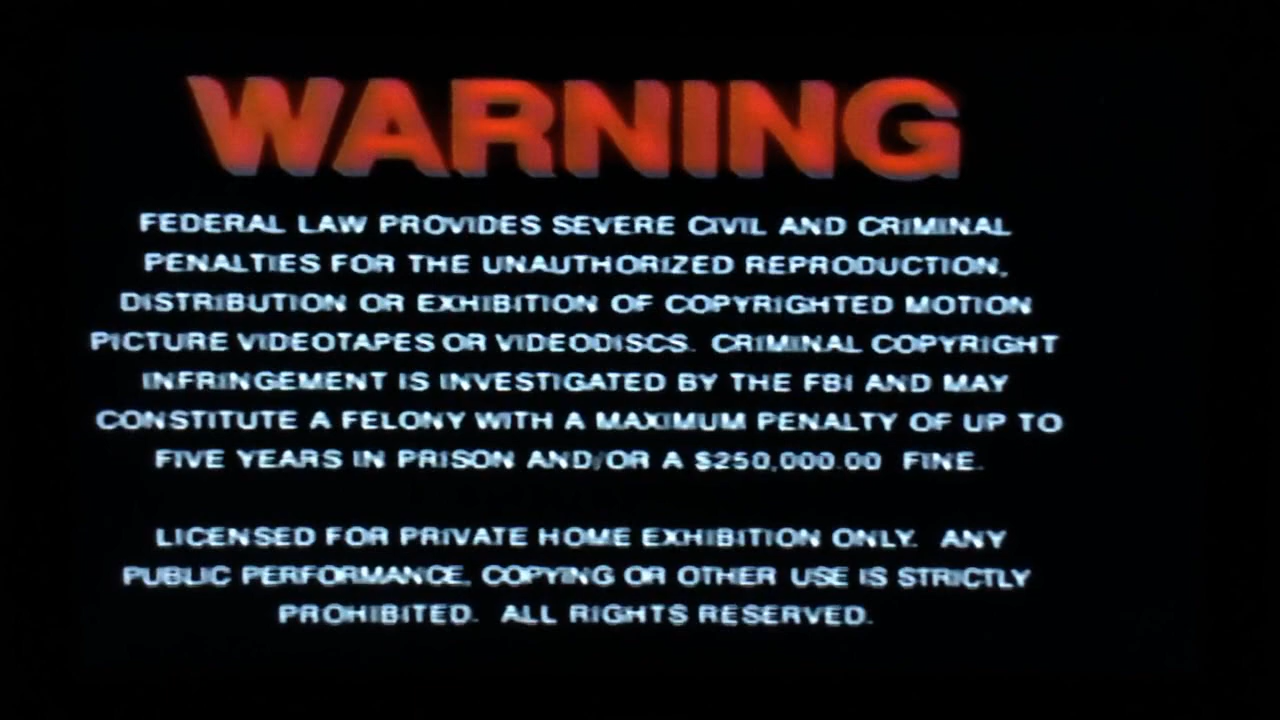 WARNING
FEDERAL LAW PROVIDES SEVERE CIVIL AND CRIMINAL
PENALTIES FOR THE UNAUTHORIZED REPRODUCTION,
DISTRIBUTION OR EXHIBITION OF COPYRIGHTED MOTION
PICTURE VIDEOTAPES OR VIDEODISCS. CRIMINAL COPYRIGHT
INFRINGEMENT IS INVESTIGATED BY THE FBI AND MAY
CONSTITUTE A FELONY WITH A MAXIMUM PENALTY OF UP TO
FIVE YEARS IN PRISON AND/OR A $250,000.00 FINE.
LICENSED FOR PRIVATE HOME EXHIBITION ONLY. ANY
PUBLIC PERFORMANCE, COPYING OR OTHER USE IS STRICTLY
PROHIBITED. ALL RIGHTS RESERVED.